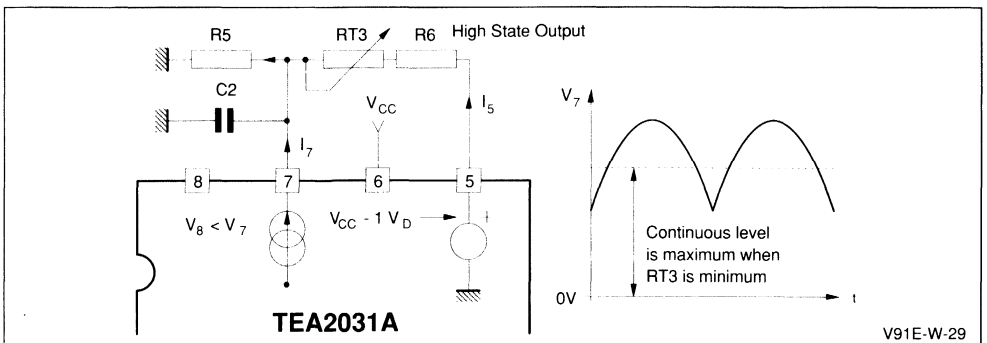 R5
RT3
R6
High State Output
C2
VCC
I5
I7
8
7
6
5
V8 < V7
VCC - 1 VD
TEA2031A
V7
Continuous level
is maximum when
RT3 is minimum
0V
t
V91E-W-29